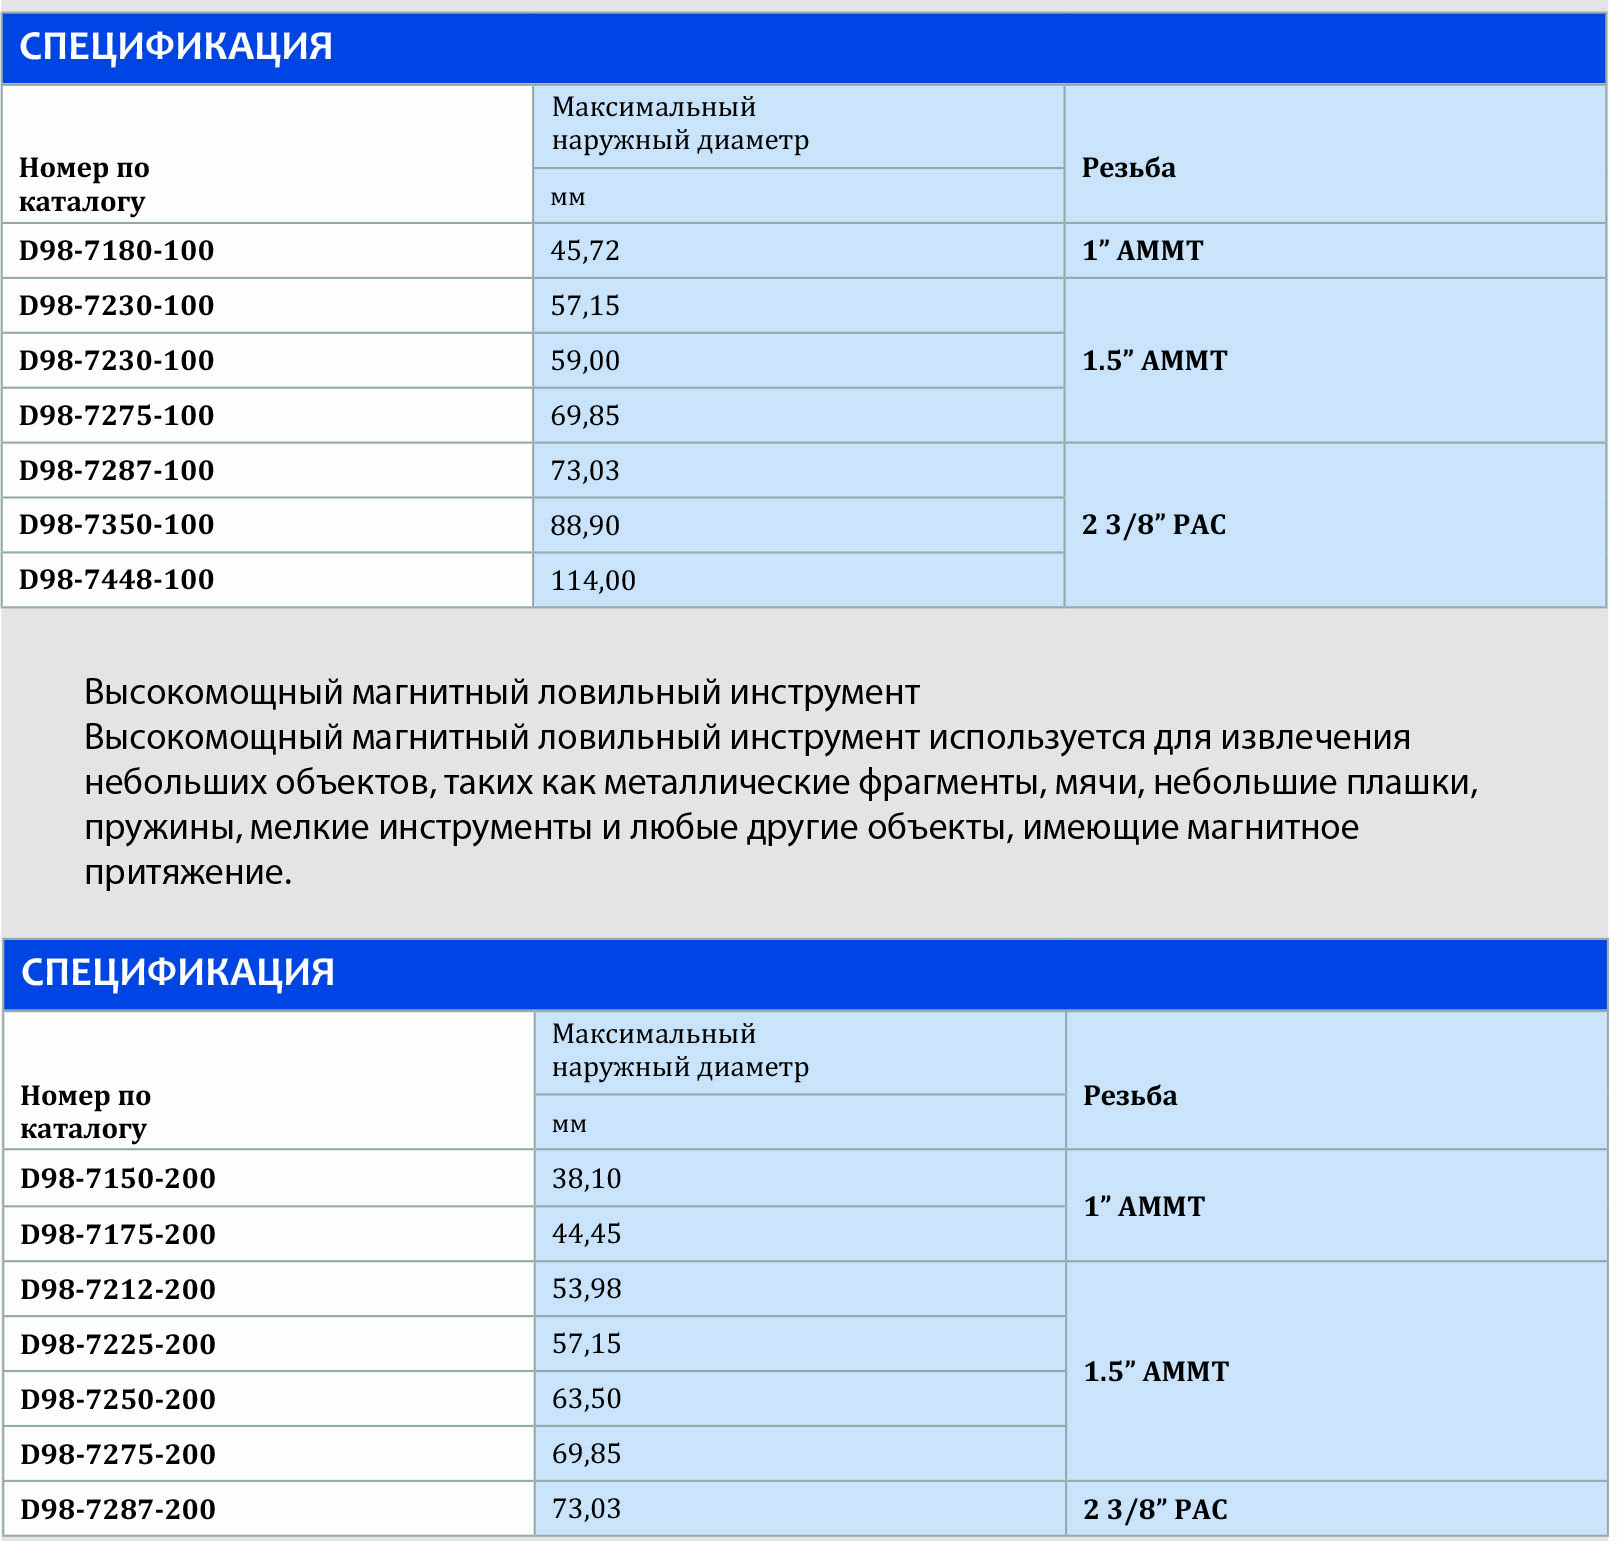 СПЕЦИФИКАЦИЯ
Номер по
каталогу
Максимальный
наружный диаметр
мм
Резьба
D98-7180-100 45,72 1” AMMT
D98-7230-100 57,15
D98-7230-100 59,00 1.5” AMMT
D98-7275-100 69,85
D98-7287-100 73,03
D98-7350-100 88,90 2 3/8” PAC
D98-7448-100 114,00
Высокомощный магнитный ловильный инструмент
Высокомощный магнитный ловильный инструмент используется для извлечения
небольших объектов, таких как металлические фрагменты, мячи, небольшие плашки,
пружины, мелкие инструменты и любые другие объекты, имеющие магнитное
притяжение.
СПЕЦИФИКАЦИЯ
Номер по
каталогу
Максимальный
наружный диаметр
мм
Резьба
D98-7150-200 38,10
1” AMMT
D98-7175-200 44,45
D98-7212-200 53,98
D98-7225-200 57,15
1.5” AMMT
D98-7250-200 63,50
D98-7275-200 69,85
D98-7287-200 73,03 2 3/8” PAC